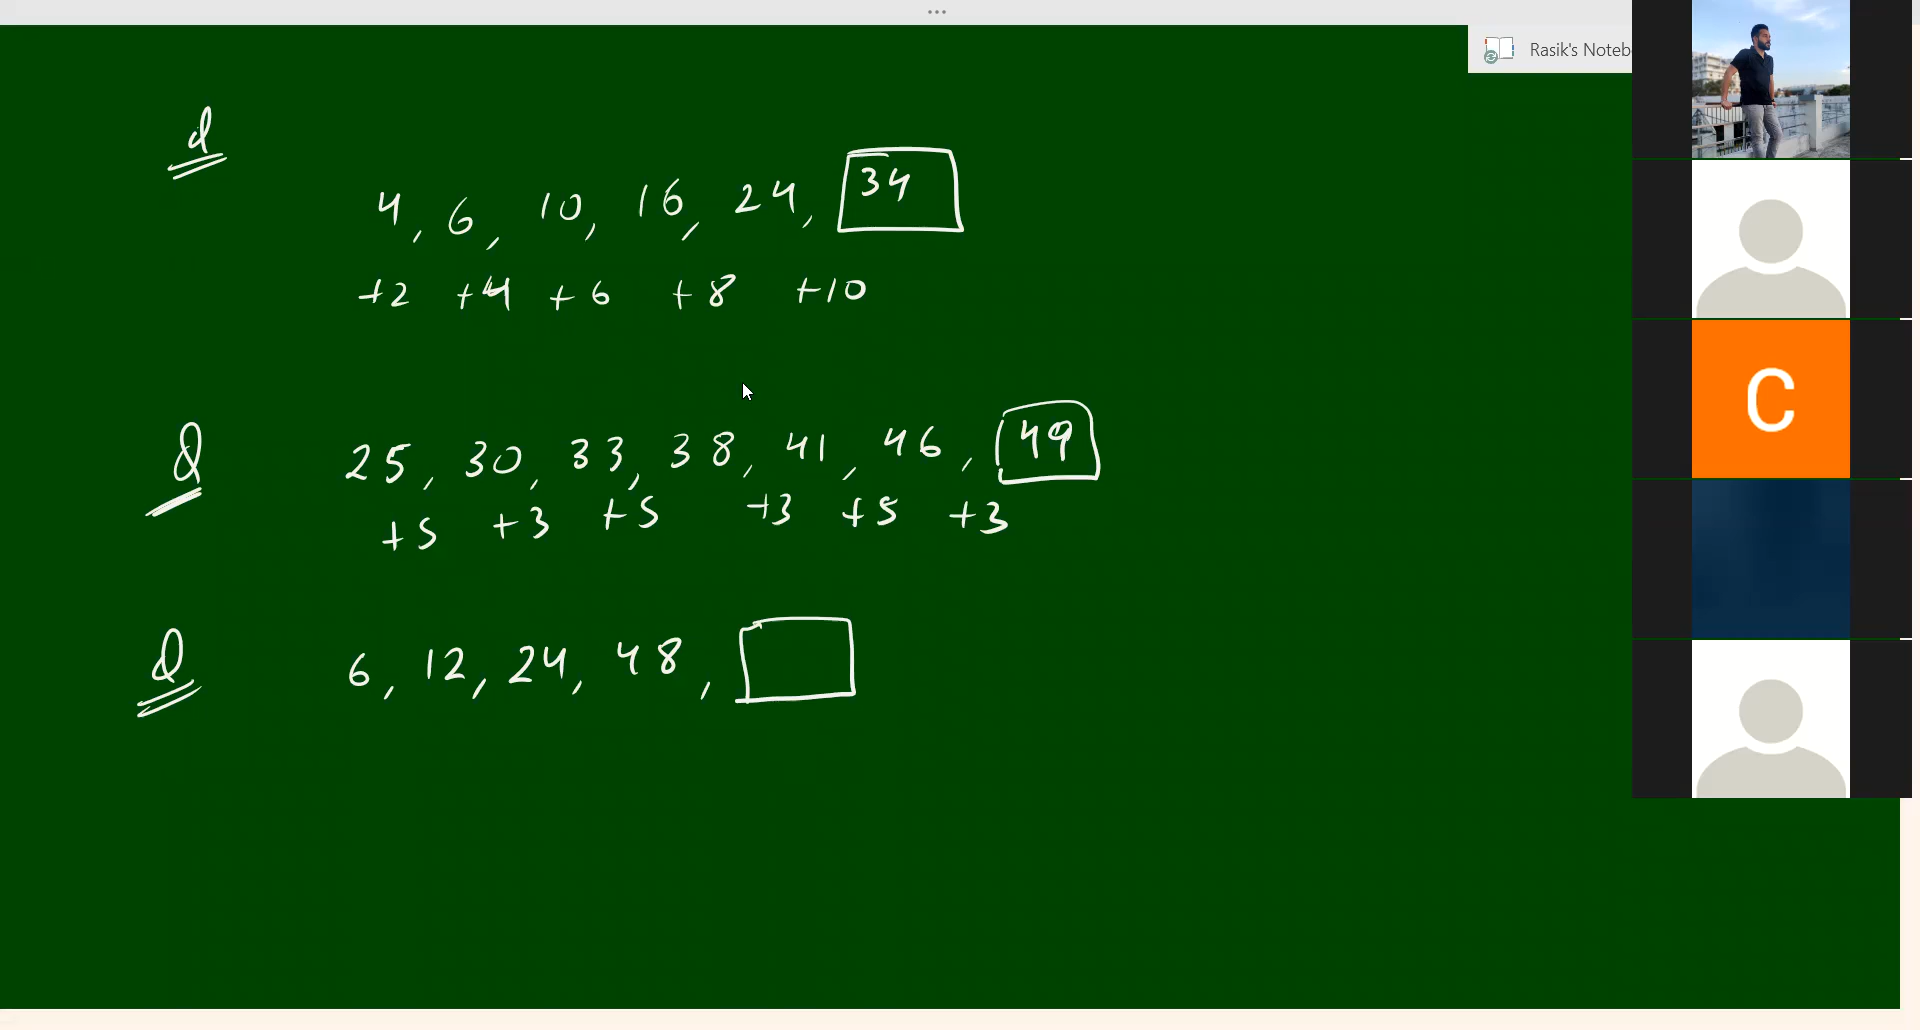 Rasik's Noteb
Q
4, 6, 10, 16, 24, 34
+2 +4 +6 +8 +10
C
Q 25, 30, 33, 38, 41, 46, 49
+5 +3 +5 +3 +5 +3
Q 6, 12, 24, 48,